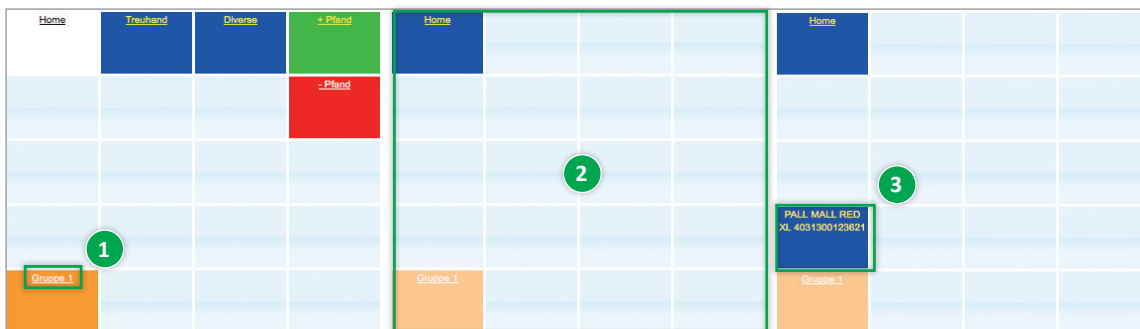 Home
Treuhand
Diverse
+ Pfand
- Pfand
1
Gruppe 1
Home
2
Gruppe 1
Home
3
PALL MALL RED
XL 4031300123621
Gruppe 1